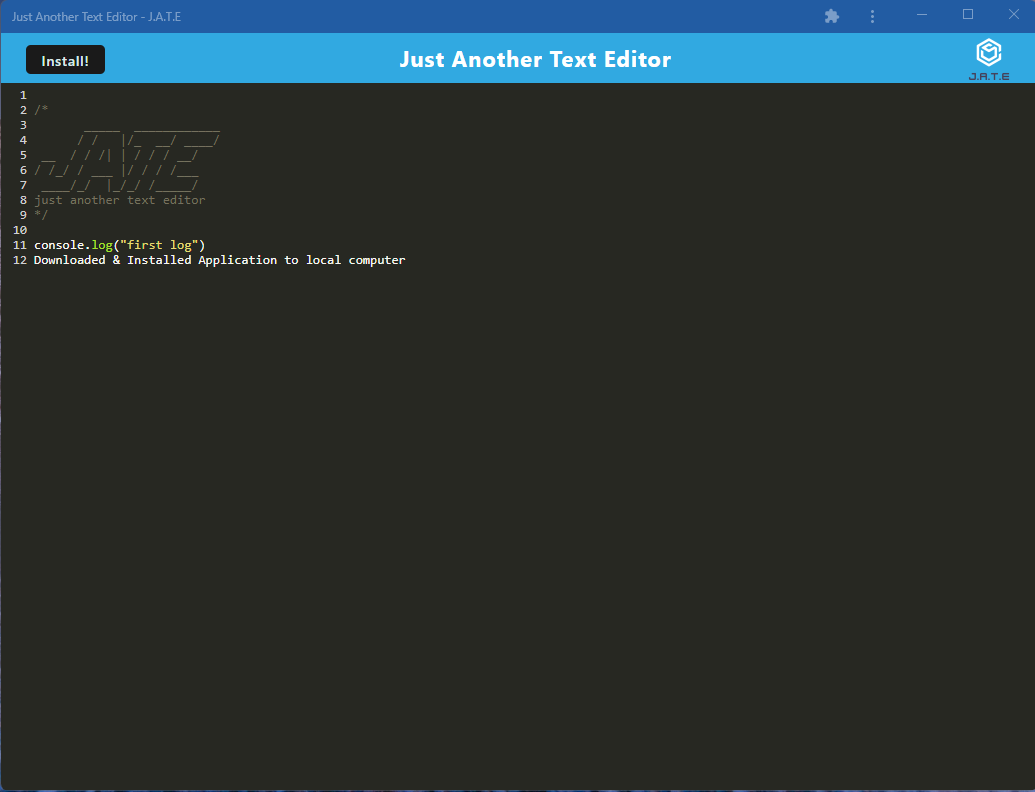 Just Another Text Editor - J.A.T.E
Install!
Just Another Text Editor
J.A.T.E
1
2 /*
3        _____  _____________
4       / /   |/_  __/ ____/
5  __  / / /| | / / / __/
6 / /_/ / ___ |/ / / /___
7  ____/_/  |_/_/ /_____/
8 just another text editor
9 */
10
11 console.log("first log")
12 Downloaded & Installed Application to local computer